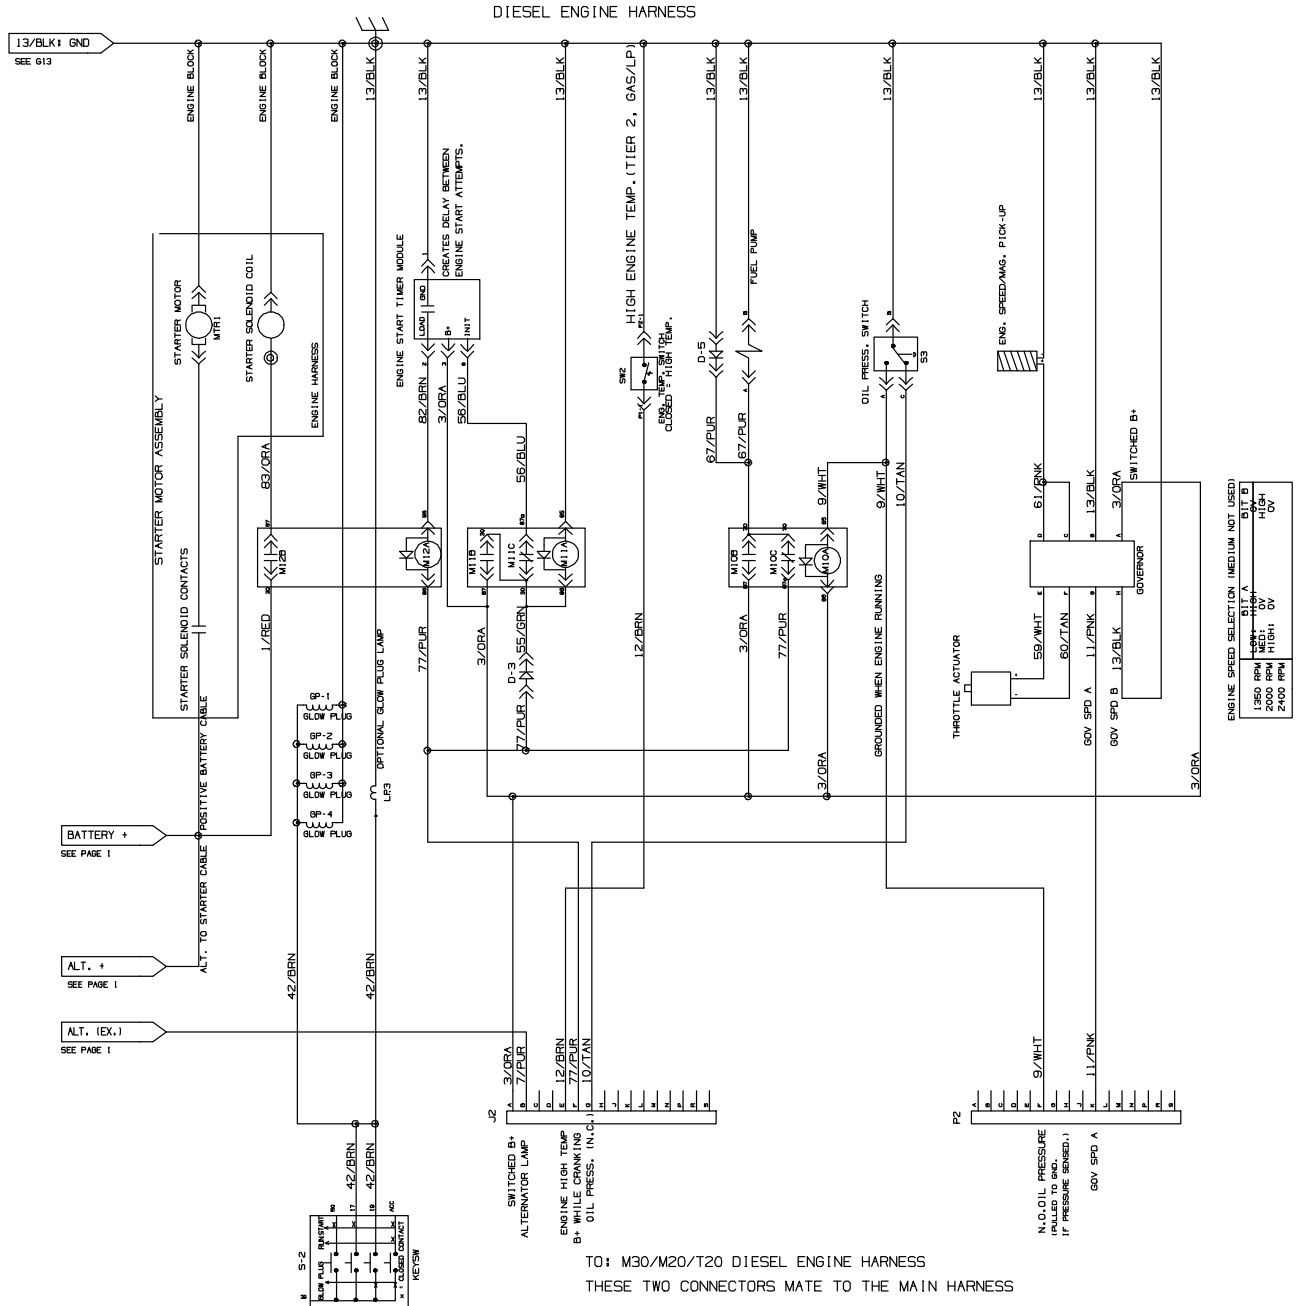 DIESEL ENGINE HARNESS
13/BLK: GND
SEE G13
ENGINE BLOCK
ENGINE BLOCK
ENGINE BLOCK
13/BLK
13/BLK
13/BLK
HIGH ENGINE TEMP.(TIER 2, GAS/LP)
13/BLK
13/BLK
13/BLK
13/BLK
13/BLK
13/BLK
CREATES DELAY BETWEEN
ENGINE START ATTEMPTS.
ENGINE START TIMER MODULE
GND
LOAD
B+
INIT
1
2
3
6
82/BRN
3/ORA
56/BLU
STARTER MOTOR
MTR1
STARTER SOLENOID COIL
ENGINE HARNESS
STARTER MOTOR ASSEMBLY
STARTER SOLENOID CONTACTS
SW2
ENG. TEMP. SWITCH
CLOSED = HIGH TEMP.
D-5
FUEL PUMP
B
A
67/PUR
67/PUR
OIL PRESS. SWITCH
B
S3
A
C
ENG. SPEED/MAG. PICK-UP
83/ORA
56/BLU
9/WHT
9/WHT
10/TAN
61/PNK
13/BLK
3/ORA
SWITCHED B+
87
M12B
30
M12A
M11B
M11C
M11A
M10B
M10C
M10A
D
C
B
A
GOVERNOR
E
F
G
H
1/RED
77/PUR
3/ORA
55/GRN
D-3
77/PUR
12/BRN
3/ORA
77/PUR
3/ORA
GROUNDED WHEN ENGINE RUNNING
THROTTLE ACTUATOR
59/WHT
60/TAN
11/PNK
13/BLK
GOV SPD A
GOV SPD B
3/ORA
ENGINE SPEED SELECTION (MEDIUM NOT USED)
BIT A BIT B
1350 RPM LOW: HIGH 0V
2000 RPM MED: 0V HIGH
2400 RPM HIGH: 0V 0V
GP-1
GLOW PLUG
GP-2
GLOW PLUG
GP-3
GLOW PLUG
GP-4
GLOW PLUG
OPTIONAL GLOW PLUG LAMP
LR3
POSITIVE BATTERY CABLE
ALT. TO STARTER CABLE
BATTERY +
SEE PAGE 1
ALT. +
SEE PAGE 1
ALT. (EX.)
SEE PAGE 1
42/BRN
42/BRN
3/ORA
7/PUR
12/BRN
77/PUR
10/TAN
9/WHT
11/PNK
J2
A B C D E F G H J K L M N P R S
P2
A B C D E F G H J K L M N P R S
42/BRN
42/BRN
SWITCHED B+
ALTERNATOR LAMP
ENGINE HIGH TEMP
B+ WHILE CRANKING
OIL PRESS. (N.C.)
N.O.OIL PRESSURE
(PULLED TO GND.
IF PRESSURE SENSED.)
GOV SPD A
S-2
50
17
19
ACC
START
RUN
GLOW PLUG
X = CLOSED CONTACT
KEYSW
TO: M30/M20/T20 DIESEL ENGINE HARNESS
THESE TWO CONNECTORS MATE TO THE MAIN HARNESS